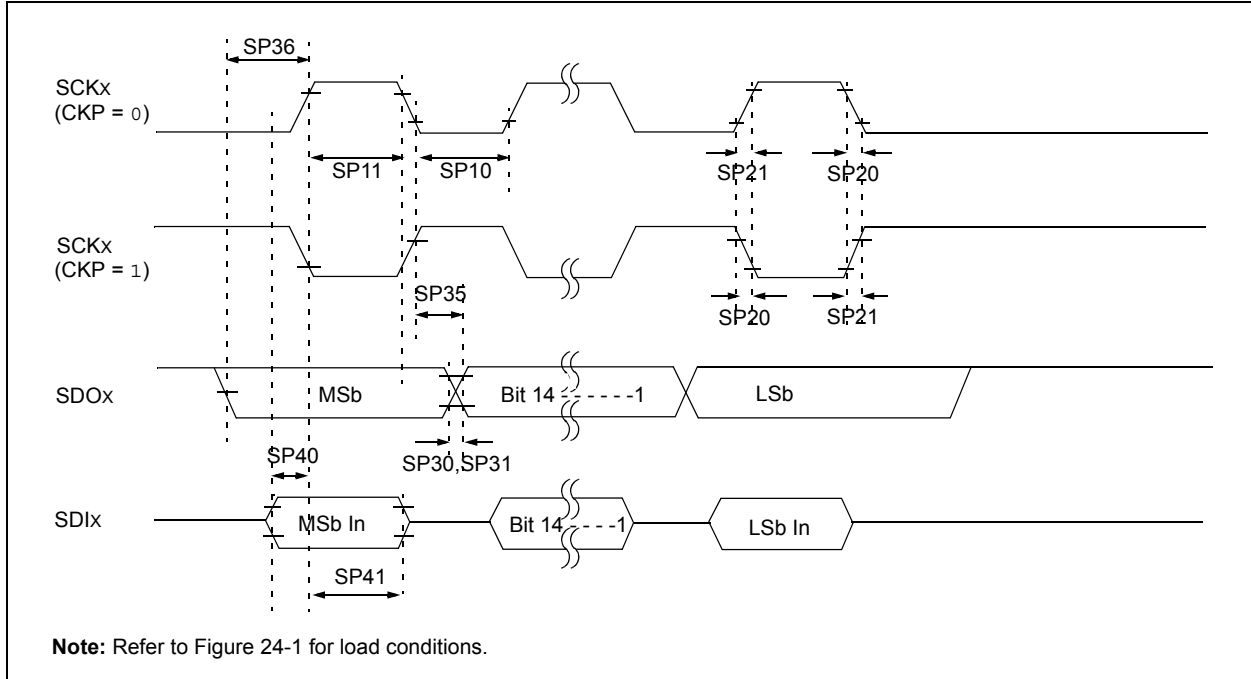 SP36
SCKx
(CKP = 0)
SP11
SP10
SP21
SP20
SCKx
(CKP = 1)
SP35
SP20
SP21
SDOx
MSb
Bit 14 - - - - - -1
LSb
SP40
SP30,SP31
SDIx
MSb In
Bit 14 - - - -1
LSb In
SP41
Note: Refer to Figure 24-1 for load conditions.